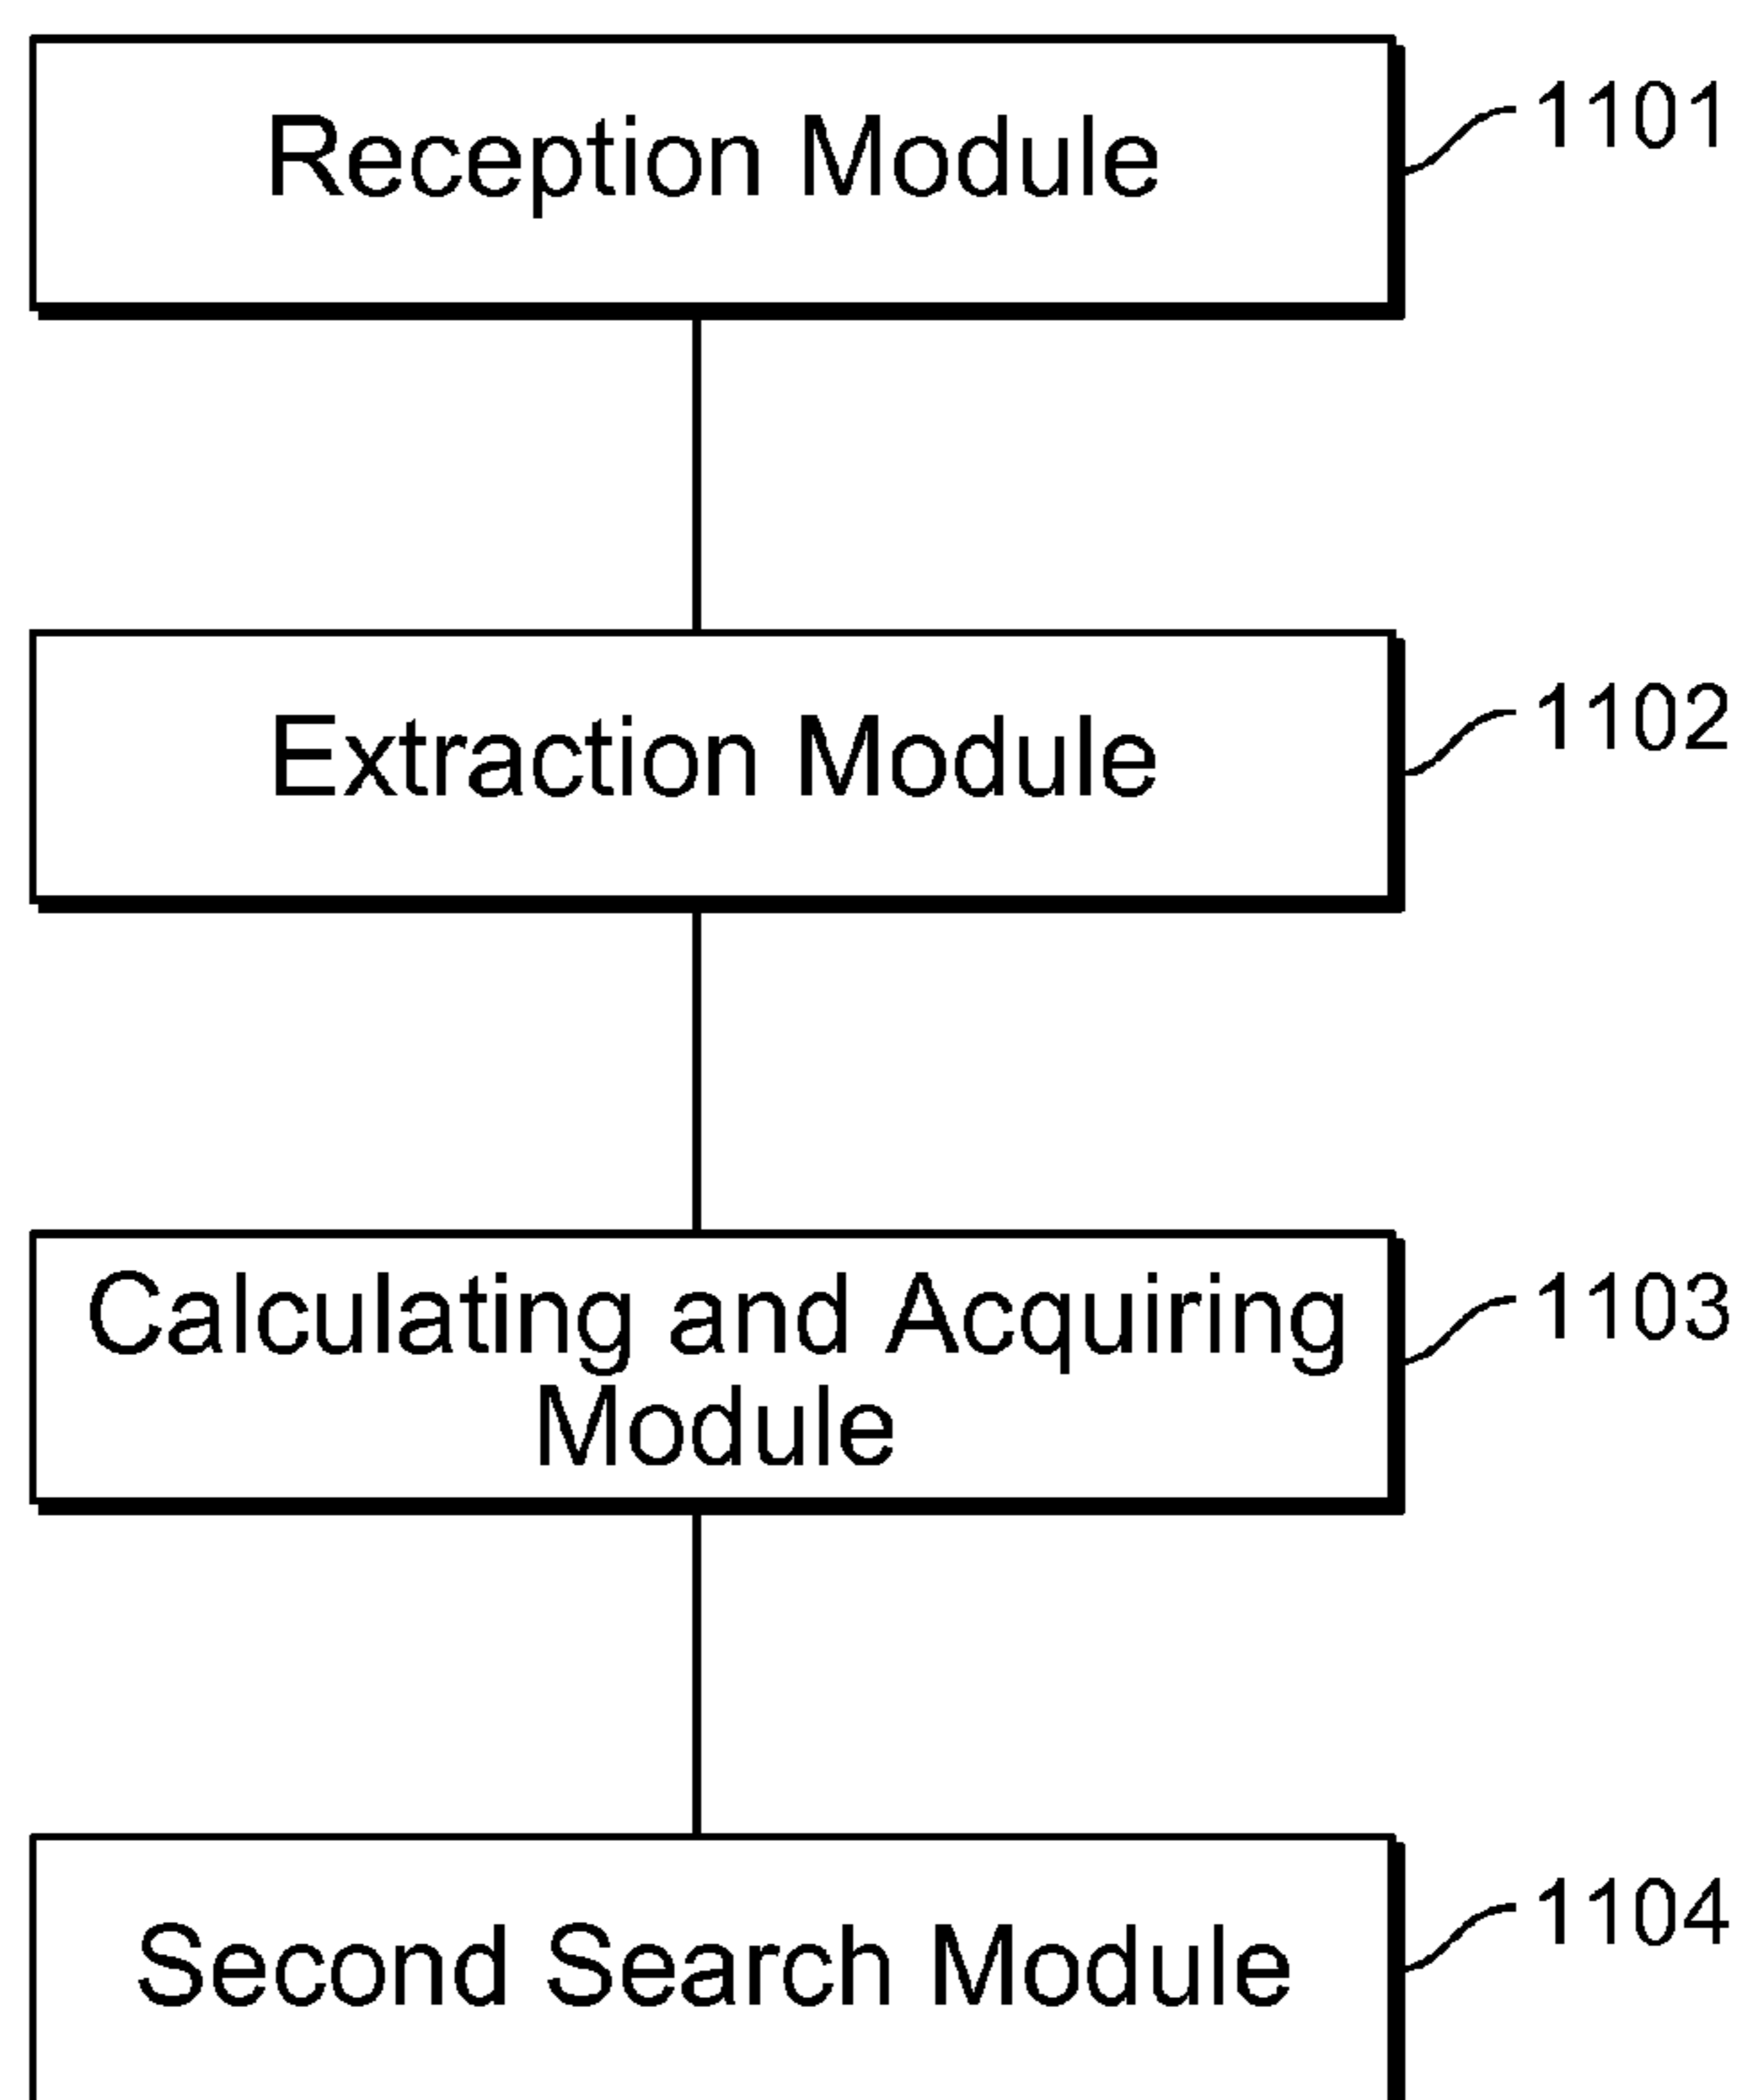 Reception Module
1101
Extraction Module
1102
Calculating and Acquiring
Module
1103
Second Search Module
1104